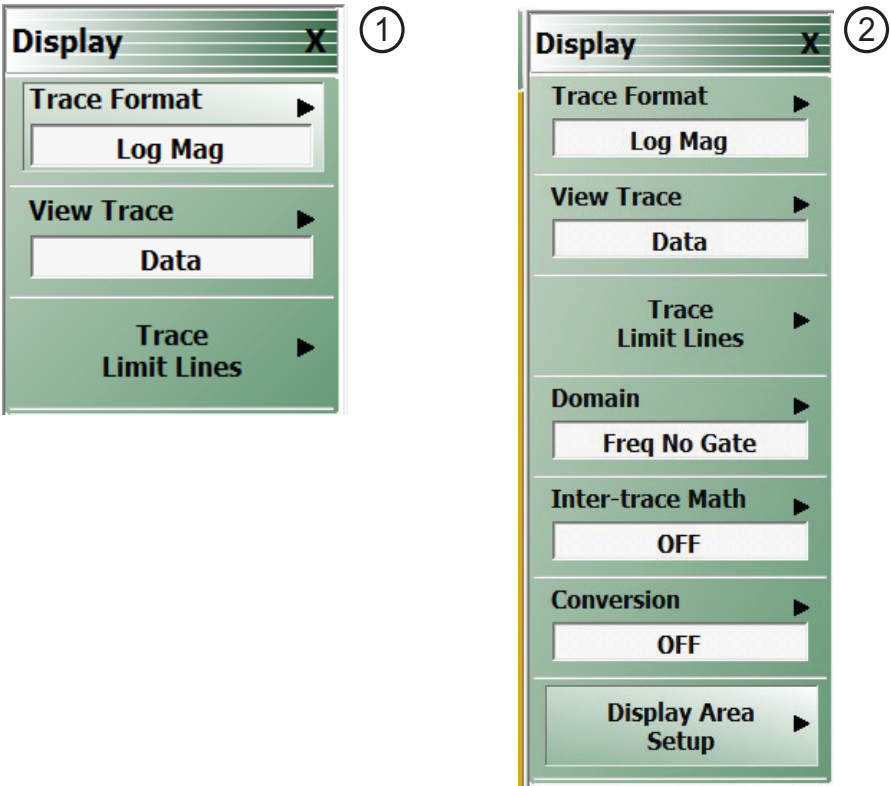 Display X
1
Trace Format
Log Mag
View Trace
Data
Trace
Limit Lines
Display X
2
Trace Format
Log Mag
View Trace
Data
Trace
Limit Lines
Domain
Freq No Gate
Inter-trace Math
OFF
Conversion
OFF
Display Area
Setup